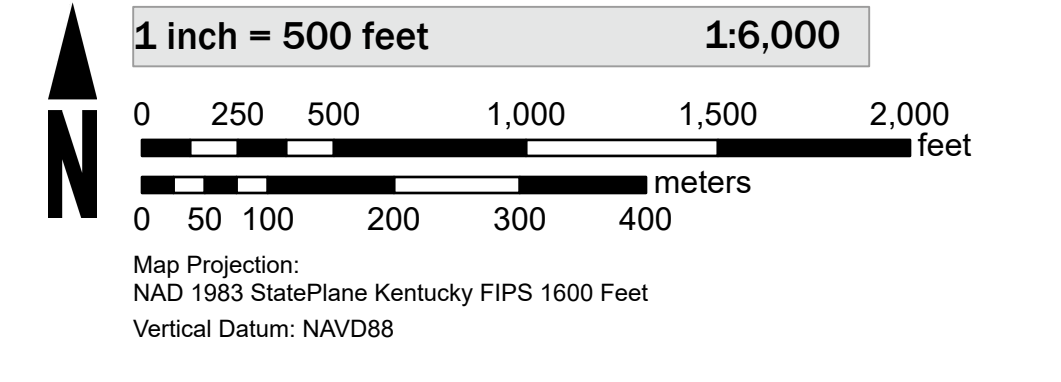 1 inch = 500 feet 1:6,000
0 250 500 1,000 1,500 2,000
feet
meters
0 50 100 200 300 400
N
Map Projection:
NAD 1983 StatePlane Kentucky FIPS 1600 Feet
Vertical Datum: NAVD88